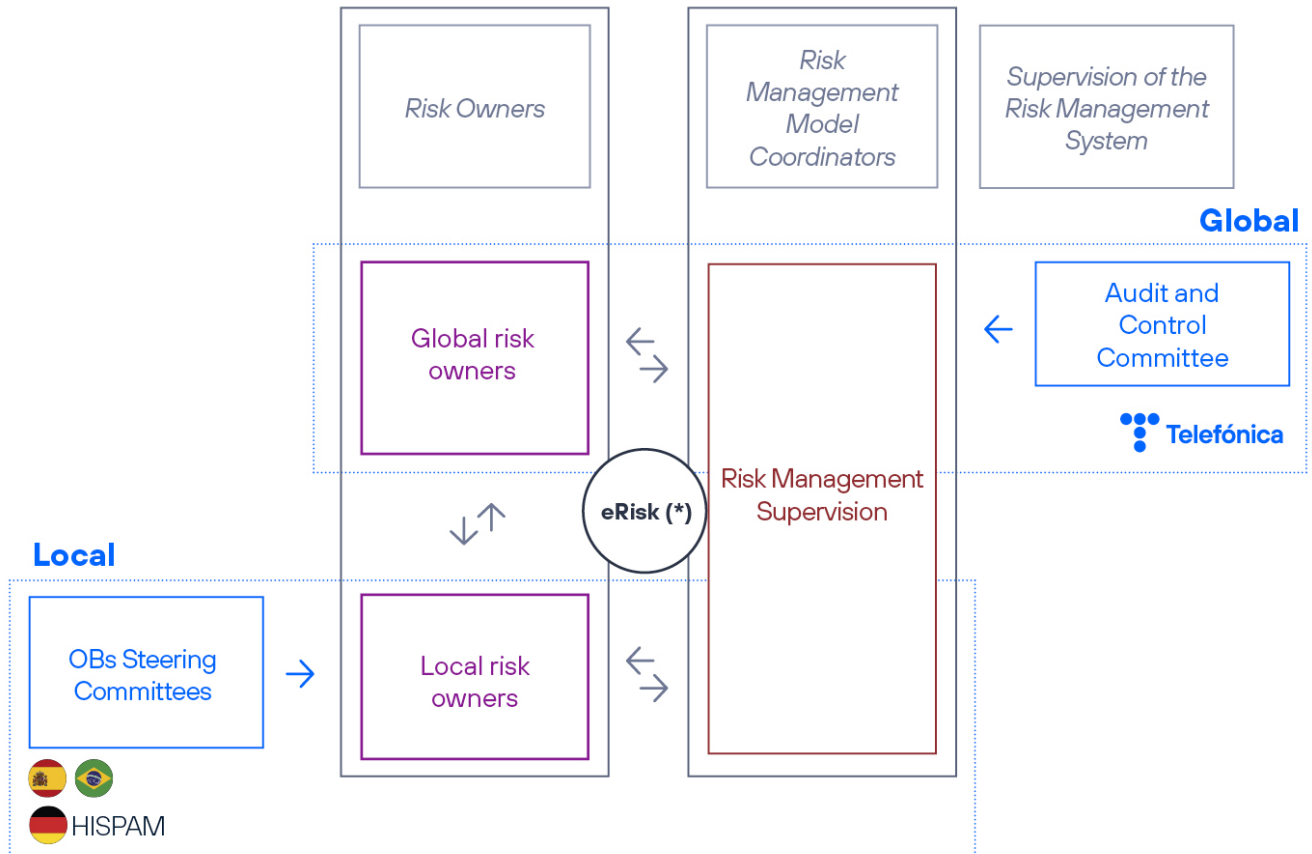 Risk Owners
Risk
Management
Model
Coordinators
Supervision of the
Risk Management
System
Global
Global risk
owners
Audit and
Control
Committee
Telefónica
eRisk (*)
Risk Management
Supervision
Local
OBs Steering
Committees
Local risk
owners
HISPAM